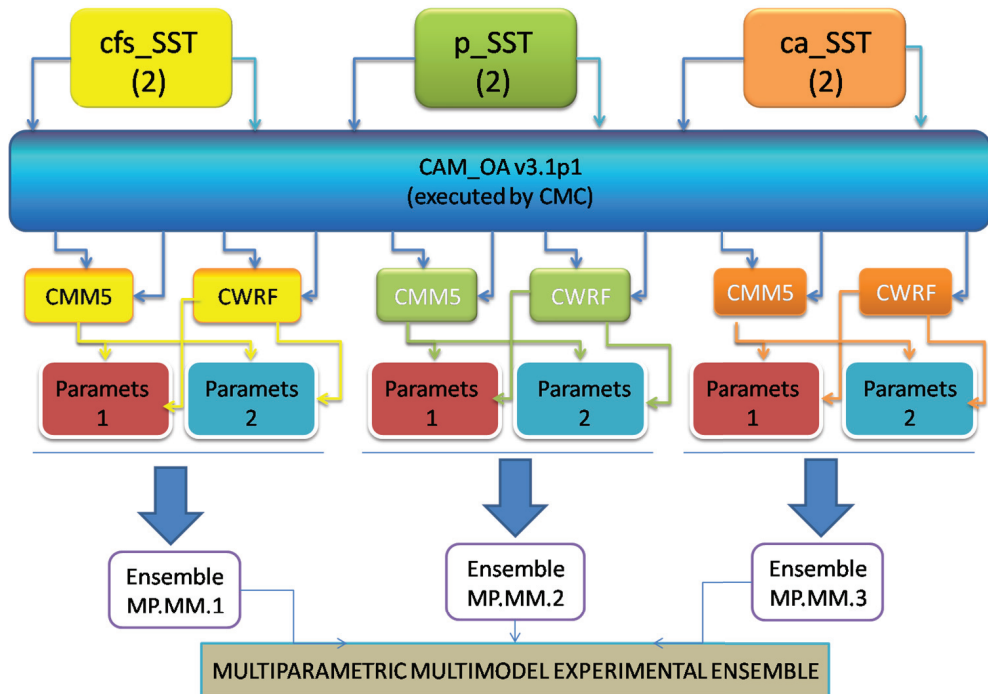 cfs_SST
(2)
p_SST
(2)
ca_SST
(2)
CAM_OA v3.1p1
(executed by CMC)
CMM5
CWRF
CMM5
CWRF
CMM5
CWRF
Paramets
1
Paramets
2
Paramets
1
Paramets
2
Paramets
1
Paramets
2
Ensemble
MP.MM.1
Ensemble
MP.MM.2
Ensemble
MP.MM.3
MULTIPARAMETRIC MULTIMODEL EXPERIMENTAL ENSEMBLE